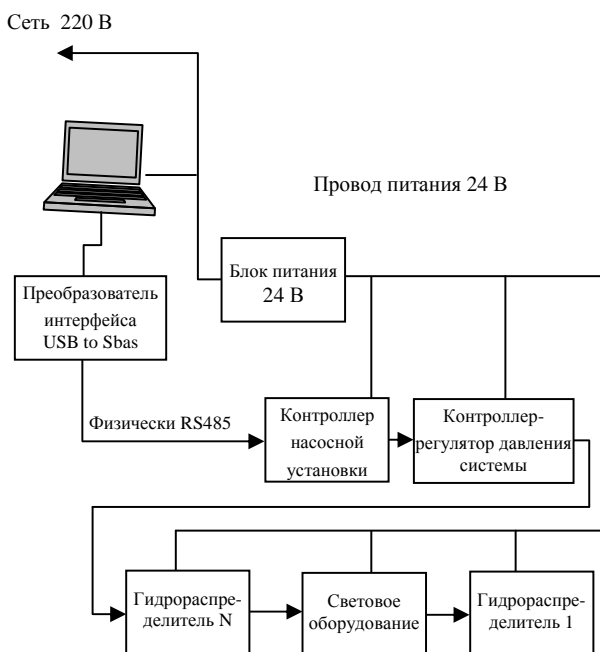 Сеть 220 В
Провод питания 24 В
Блок питания
24 В
Преобразователь
интерфейса
USB to Sbas
Физически RS485
Контроллер
насосной
установки
Контроллер-
регулятор давления
системы
Гидрораспре-
делитель N
Световое
оборудование
Гидрораспре-
делитель 1